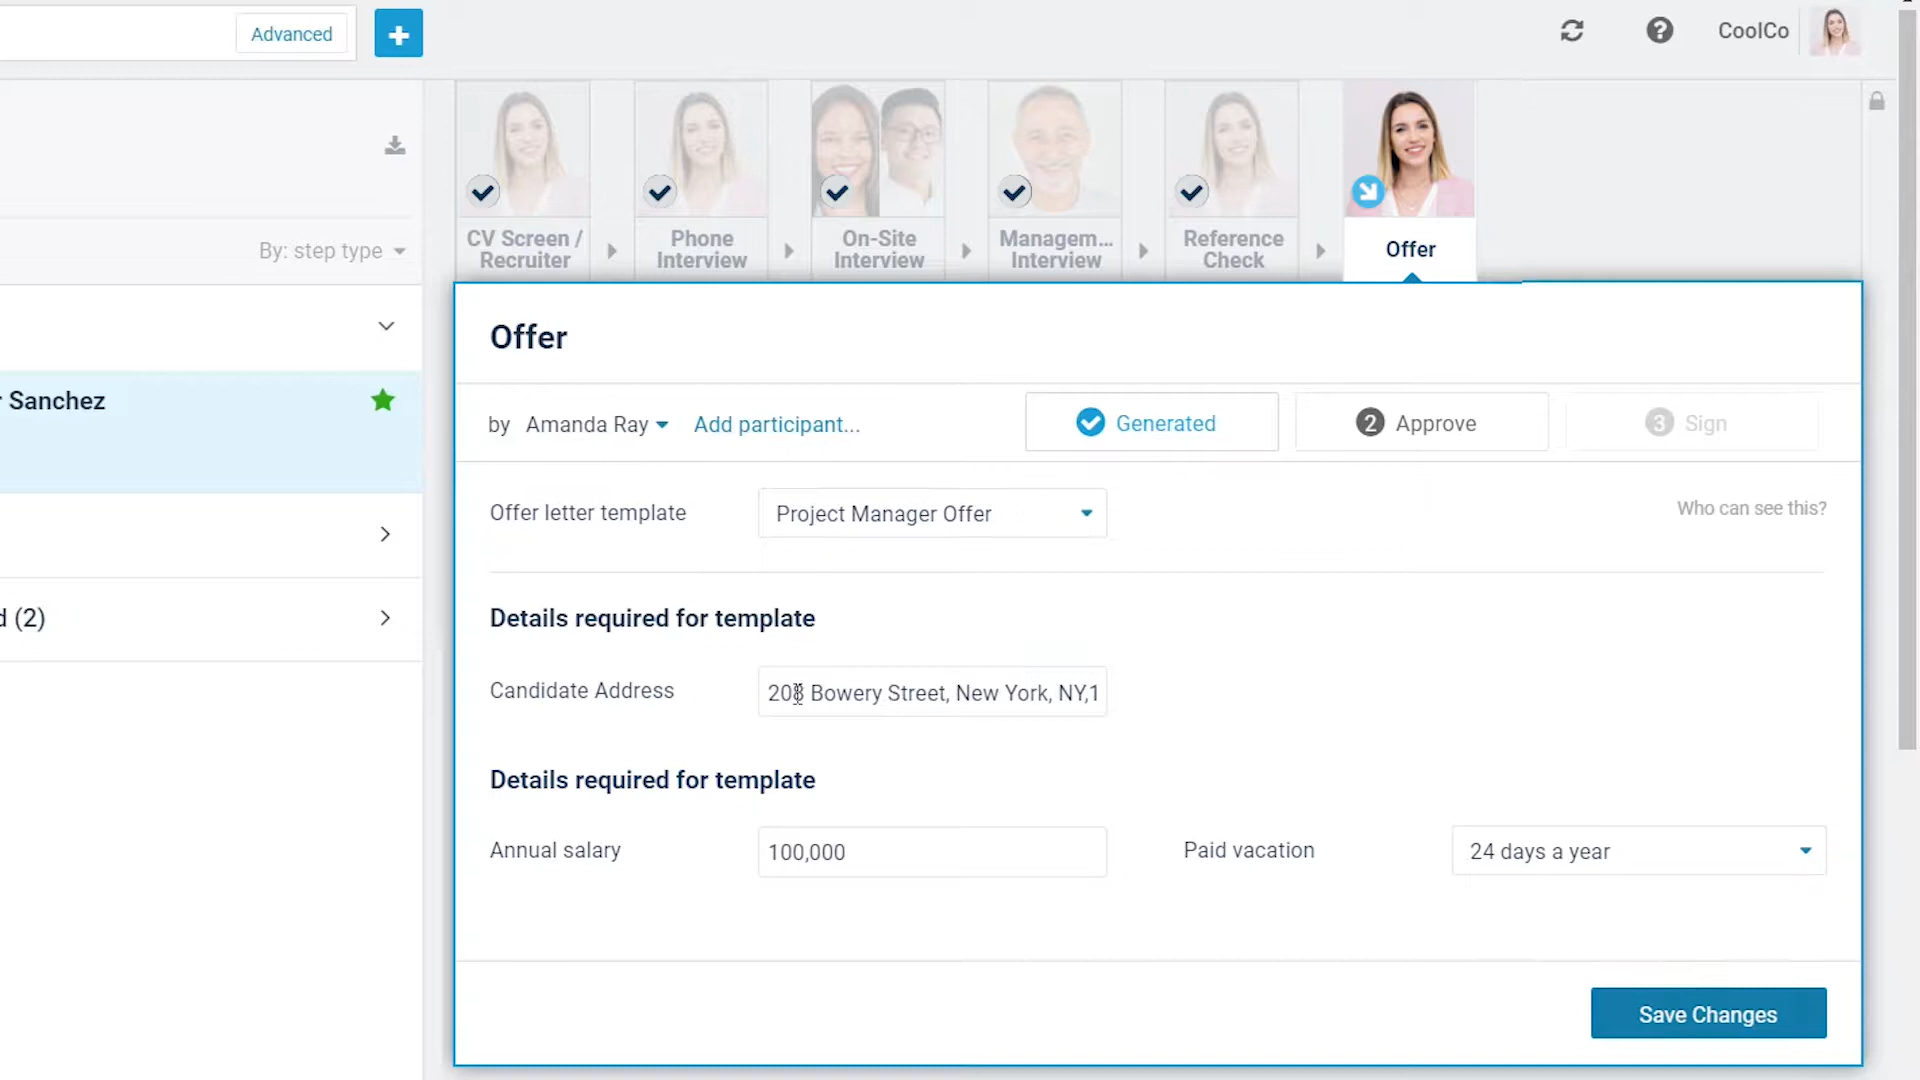 Advanced
CoolCo
By: step type
CV Screen /
Recruiter
Phone
Interview
On-Site
Interview
Managem...
Interview
Reference
Check
Offer
Sanchez
d (2)
Offer
by Amanda Ray Add participant...
Generated
2 Approve
3 Sign
Offer letter template
Project Manager Offer
Who can see this?
Details required for template
Candidate Address
Bowery Street, New York, NY,1
Details required for template
Annual salary
100,000
Paid vacation
24 days a year
Save Changes